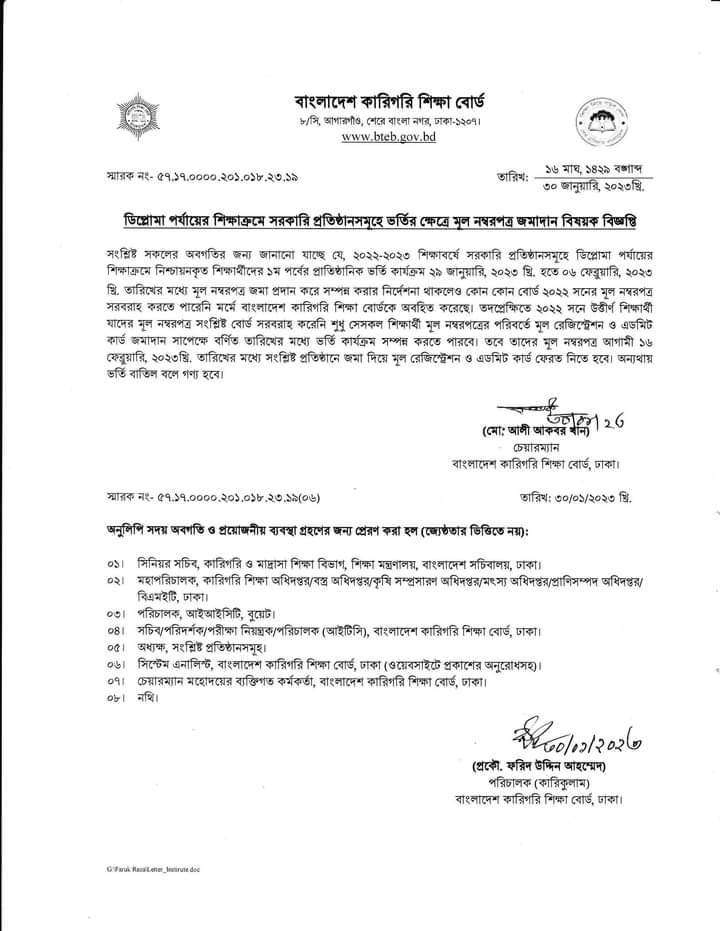 বাংলাদেশ কারিগরি শিক্ষা বোর্ড
৮/সি, আগারগাঁও, শেরে বাংলা নগর, ঢাকা-১২০৭।
www.bteb.gov.bd
স্মারক নং- ৫৭.১৭.০০০০.২০১.০১৮.২৩.১৯
তারিখ: ১৬ মাঘ, ১৪২৯ বঙ্গাব্দ
৩০ জানুয়ারি, ২০২৩খ্রি.
ডিপ্লোমা পর্যায়ের শিক্ষাক্রমে সরকারি প্রতিষ্ঠানসমূহে ভর্তির ক্ষেত্রে মূল নম্বরপত্র জমাদান বিষয়ক বিজ্ঞপ্তি
সংশ্লিষ্ট সকলের অবগতির জন্য জানানো যাচ্ছে যে, ২০২২-২০২৩ শিক্ষাবর্ষে সরকারি প্রতিষ্ঠানসমূহে ডিপ্লোমা পর্যায়ের
শিক্ষাক্রমে নিশ্চায়নকৃত শিক্ষার্থীদের ১ম পর্বের প্রাতিষ্ঠানিক ভর্তি কার্যক্রম ২৯ জানুয়ারি, ২০২৩ খ্রি. হতে ০৬ ফেব্রুয়ারি, ২০২৩
খ্রি. তারিখের মধ্যে মূল নম্বরপত্র জমা প্রদান করে সম্পন্ন করার নির্দেশনা থাকলেও কোন কোন বোর্ড ২০২২ সনের মূল নম্বরপত্র
সরবরাহ করতে পারেনি মর্মে বাংলাদেশ কারিগরি শিক্ষা বোর্ডকে অবহিত করেছে। তদপ্রেক্ষিতে ২০২২ সনে উত্তীর্ণ শিক্ষার্থী
যাদের মূল নম্বরপত্র সংশ্লিষ্ট বোর্ড সরবরাহ করেনি শুধু সেসকল শিক্ষার্থী মূল নম্বরপত্রের পরিবর্তে মূল রেজিস্ট্রেশন ও এডমিট
কার্ড জমাদান সাপেক্ষে বর্ণিত তারিখের মধ্যে ভর্তি কার্যক্রম সম্পন্ন করতে পারবে। তবে তাদের মূল নম্বরপত্র আগামী ১৬
ফেব্রুয়ারি, ২০২৩খ্রি. তারিখের মধ্যে সংশ্লিষ্ট প্রতিষ্ঠানে জমা দিয়ে মূল রেজিস্ট্রেশন ও এডমিট কার্ড ফেরত নিতে হবে। অন্যথায়
ভর্তি বাতিল বলে গণ্য হবে।
(মো: আলী আকবর খান)
চেয়ারম্যান
বাংলাদেশ কারিগরি শিক্ষা বোর্ড, ঢাকা।
স্মারক নং- ৫৭.১৭.০০০০.২০১.০১৮.২৩.১৯(০৬)
তারিখ: ৩০/০১/২০২৩ খ্রি.
অনুলিপি সদয় অবগতি ও প্রয়োজনীয় ব্যবস্থা গ্রহণের জন্য প্রেরণ করা হল (জ্যেষ্ঠতার ভিত্তিতে নয়):
০১। সিনিয়র সচিব, কারিগরি ও মাদ্রাসা শিক্ষা বিভাগ, শিক্ষা মন্ত্রণালয়, বাংলাদেশ সচিবালয়, ঢাকা।
০২। মহাপরিচালক, কারিগরি শিক্ষা অধিদপ্তর/বস্ত্র অধিদপ্তর/কৃষি সম্প্রসারণ অধিদপ্তর/মৎস্য অধিদপ্তর/প্রাণিসম্পদ অধিদপ্তর/
বিএমইটি, ঢাকা।
০৩। পরিচালক, আইআইসিটি, বুয়েট।
০৪। সচিব/পরিদর্শক/পরীক্ষা নিয়ন্ত্রক/পরিচালক (আইটিসি), বাংলাদেশ কারিগরি শিক্ষা বোর্ড, ঢাকা।
০৫। অধ্যক্ষ, সংশ্লিষ্ট প্রতিষ্ঠানসমূহ।
০৬। সিস্টেম এনালিস্ট, বাংলাদেশ কারিগরি শিক্ষা বোর্ড, ঢাকা (ওয়েবসাইটে প্রকাশের অনুরোধসহ)।
০৭। চেয়ারম্যান মহোদয়ের ব্যক্তিগত কর্মকর্তা, বাংলাদেশ কারিগরি শিক্ষা বোর্ড, ঢাকা।
০৮। নথি।
৩০/০১/২০২৩
(প্রকৌ. ফরিদ উদ্দিন আহম্মেদ)
পরিচালক (কারিকুলাম)
বাংলাদেশ কারিগরি শিক্ষা বোর্ড, ঢাকা।
G:\Faruk Reza\Letter_Institute.doc